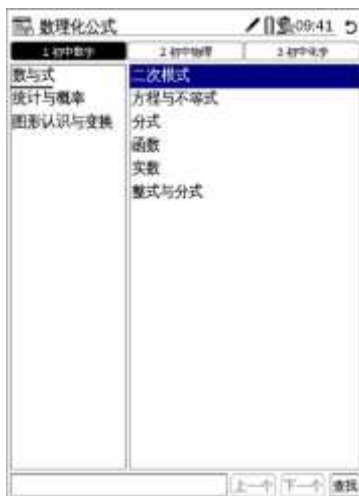 数理化公式 09:41
1初中数学 2初中物理 3初中化学
数与式
统计与概率
图形认识与变换
二次根式
方程与不等式
分式
函数
实数
整式与分式
上一个 下一个 查找